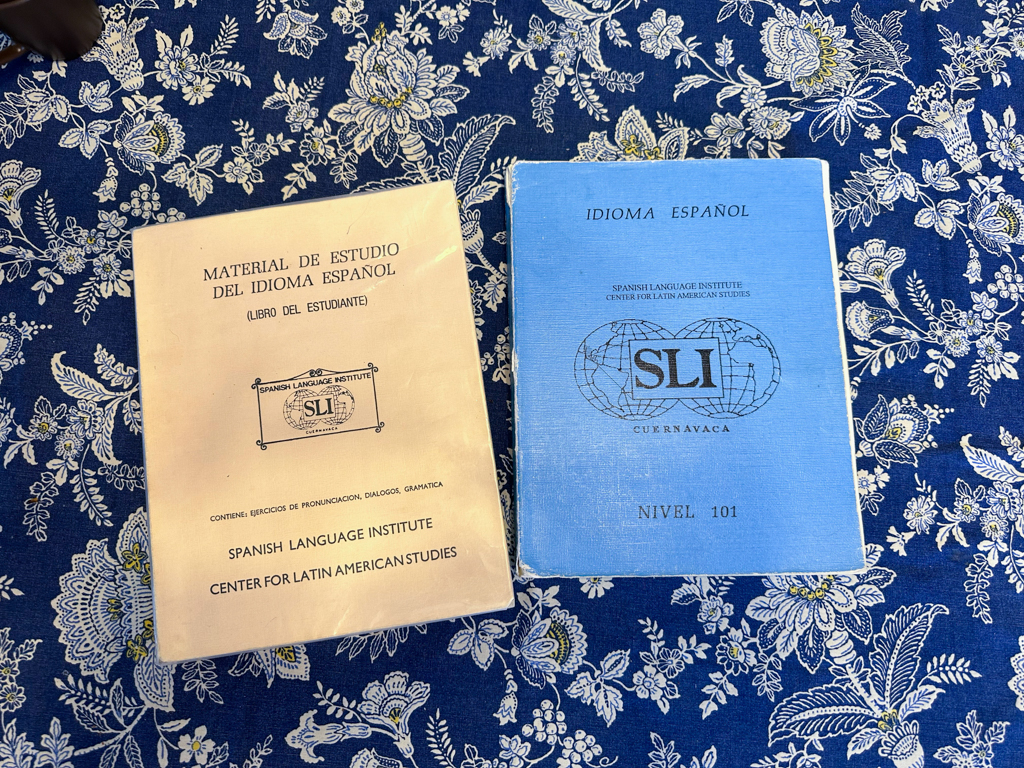 MATERIAL DE ESTUDIO
DEL IDIOMA ESPAÑOL
(LIBRO DEL ESTUDIANTE)
SPANISH LANGUAGE INSTITUTE
SLI
CUERNAVACA
CONTIENE: EJERCICIOS DE PRONUNCIACION, DIALOGOS, GRAMATICA
SPANISH LANGUAGE INSTITUTE
CENTER FOR LATIN AMERICAN STUDIES
IDIOMA ESPAÑOL
SPANISH LANGUAGE INSTITUTE
CENTER FOR LATIN AMERICAN STUDIES
SLI
CUERNAVACA
NIVEL 101